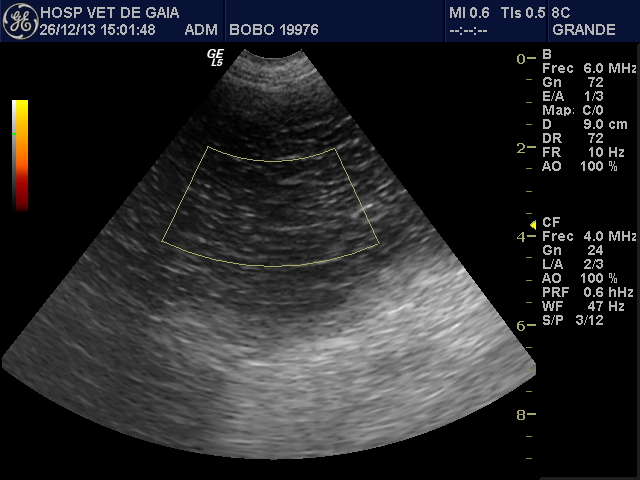 HOSP VET DE GAIA
26/12/13 15:01:48 ADM BOBO 19976
MI 0.6 TIs 0.5 8C
--:--:-- GRANDE
GE
L5
0
2
4
6
8
B
Frec 6.0 MHz
Gn 72
E/A 1/3
Map: C/0
D 9.0 cm
DR 72
FR 10 Hz
AO 100 %
CF
Frec 4.0 MHz
Gn 24
L/A 2/3
AO 100 %
PRF 0.6 hHz
WF 47 Hz
S/P 3/12